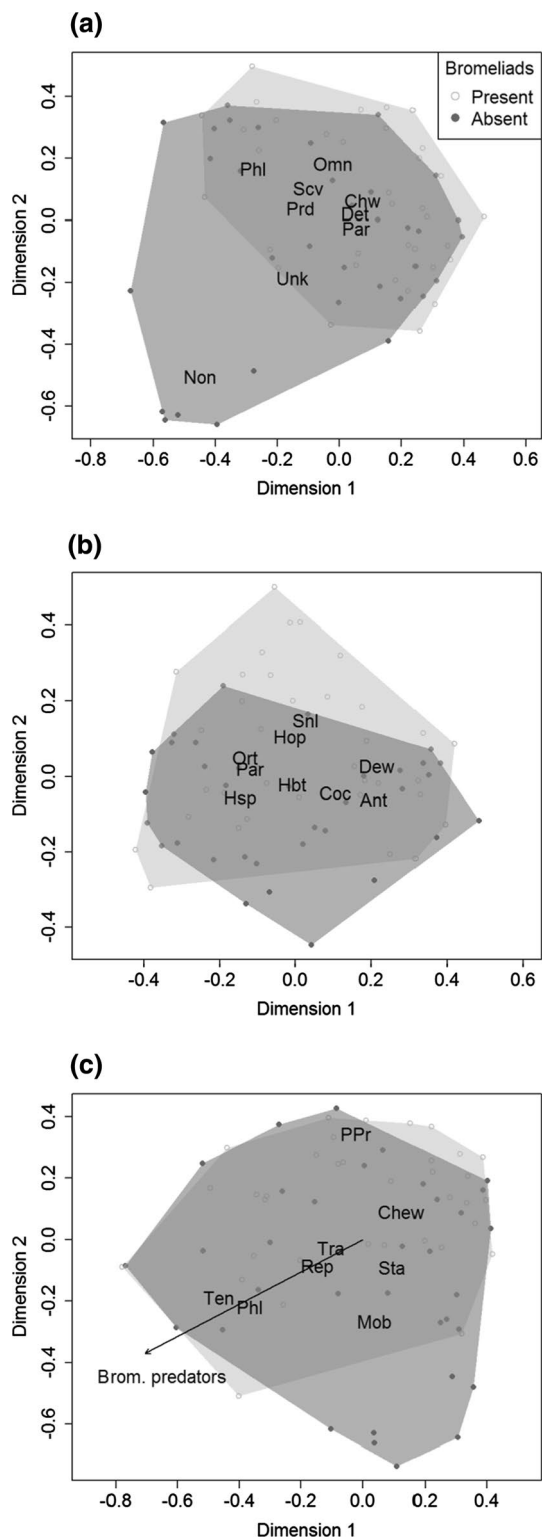 (a)
Bromeliads
Present
Absent
Dimension 2
0.4
0.2
0.0
-0.2
-0.4
-0.6
Phl
Omn
Scv
Prd
Chw
Det
Par
Unk
Non
-0.8 -0.6 -0.4 -0.2 0.0 0.2 0.4 0.6
Dimension 1
(b)
Dimension 2
0.4
0.2
0.0
-0.2
-0.4
Snl
Hop
Ort
Par
Dew
Hbt
Hsp
Coc
Ant
-0.4 -0.2 0.0 0.2 0.4 0.6
Dimension 1
(c)
Dimension 2
0.4
0.2
0.0
-0.2
-0.4
-0.6
PPr
Chew
Tra
Rep
Sta
Ten
Phl
Mob
Brom. predators
-0.8 -0.6 -0.4 -0.2 0.0 0.2 0.4
Dimension 1